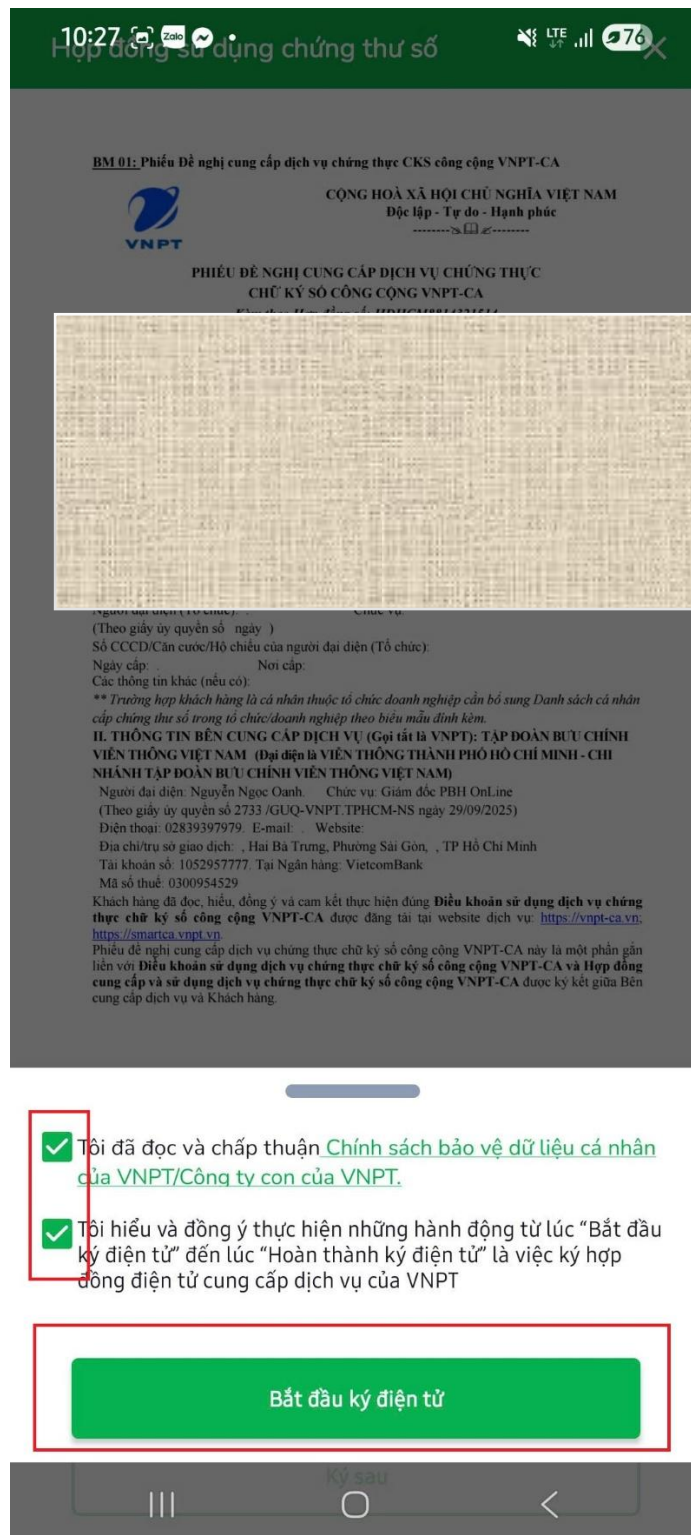 10:27 Zalo LTE 76
Hợp đồng sử dụng chứng thư số
BM 01: Phiếu Đề nghị cung cấp dịch vụ chứng thực CKS công cộng VNPT-CA
VNPT
CỘNG HOÀ XÃ HỘI CHỦ NGHĨA VIỆT NAM
Độc lập - Tự do - Hạnh phúc
PHIẾU ĐỀ NGHỊ CUNG CẤP DỊCH VỤ CHỨNG THỰC
CHỮ KÝ SỐ CÔNG CỘNG VNPT-CA
Người đại diện (Tổ chức): . Chức vụ:
(Theo giấy ủy quyền số ngày )
Số CCCD/Căn cước/Hộ chiếu của người đại diện (Tổ chức):
Ngày cấp: . Nơi cấp:
Các thông tin khác (nếu có):
** Trường hợp khách hàng là cá nhân thuộc tổ chức doanh nghiệp cần bổ sung Danh sách cá nhân
cấp chứng thư số trong tổ chức/doanh nghiệp theo biểu mẫu đính kèm.
II. THÔNG TIN BÊN CUNG CẤP DỊCH VỤ (Gọi tắt là VNPT): TẬP ĐOÀN BƯU CHÍNH
VIỄN THÔNG VIỆT NAM (Đại diện là VIỄN THÔNG THÀNH PHỐ HỒ CHÍ MINH - CHI
NHÁNH TẬP ĐOÀN BƯU CHÍNH VIỄN THÔNG VIỆT NAM)
Người đại diện: Nguyễn Ngọc Oanh. Chức vụ: Giám đốc PBH OnLine
(Theo giấy ủy quyền số 2733 /GUQ-VNPT.TPHCM-NS ngày 29/09/2025)
Điện thoại: 02839397979. E-mail: . Website:
Địa chỉ/trụ sở giao dịch: , Hai Bà Trưng, Phường Sài Gòn, , TP Hồ Chí Minh
Tài khoản số: 1052957777. Tại Ngân hàng: VietcomBank
Mã số thuế: 0300954529
Khách hàng đã đọc, hiểu, đồng ý và cam kết thực hiện đúng Điều khoản sử dụng dịch vụ chứng
thực chữ ký số công cộng VNPT-CA được đăng tải tại website dịch vụ: https://vnpt-ca.vn;
https://smartca.vnpt.vn.
Phiếu đề nghị cung cấp dịch vụ chứng thực chữ ký số công cộng VNPT-CA này là một phần gắn
liền với Điều khoản sử dụng dịch vụ chứng thực chữ ký số công cộng VNPT-CA và Hợp đồng
cung cấp và sử dụng dịch vụ chứng thực chữ ký số công cộng VNPT-CA được ký kết giữa Bên
cung cấp dịch vụ và Khách hàng.
Tôi đã đọc và chấp thuận Chính sách bảo vệ dữ liệu cá nhân
của VNPT/Công ty con của VNPT.
Tôi hiểu và đồng ý thực hiện những hành động từ lúc “Bắt đầu
ký điện tử” đến lúc “Hoàn thành ký điện tử” là việc ký hợp
đồng điện tử cung cấp dịch vụ của VNPT
Bắt đầu ký điện tử
Ký sau